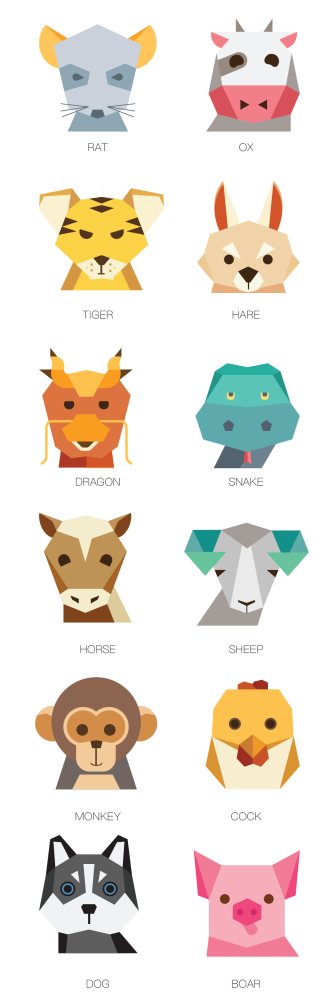 RAT
OX
TIGER
HARE
DRAGON
SNAKE
HORSE
SHEEP
MONKEY
COCK
DOG
BOAR